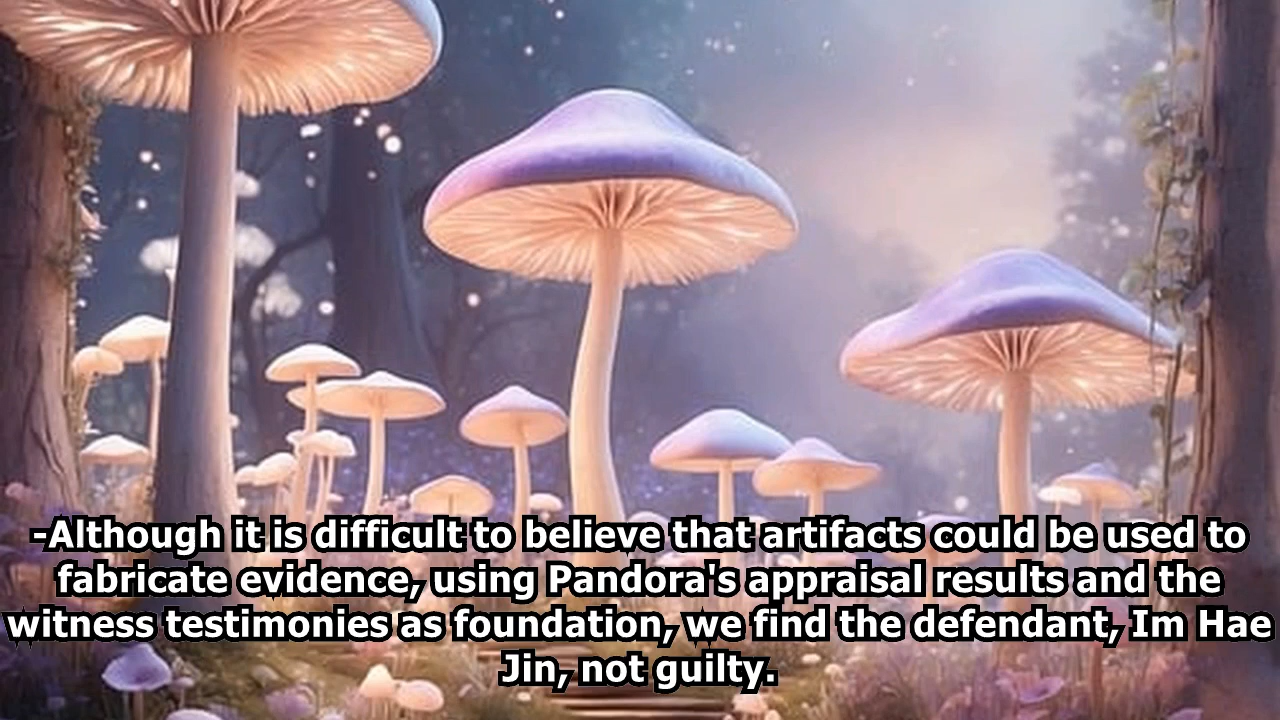 -Although it is difficult to believe that artifacts could be used to
fabricate evidence, using Pandora's appraisal results and the
witness testimonies as foundation, we find the defendant, Im Hae
Jin, not guilty.